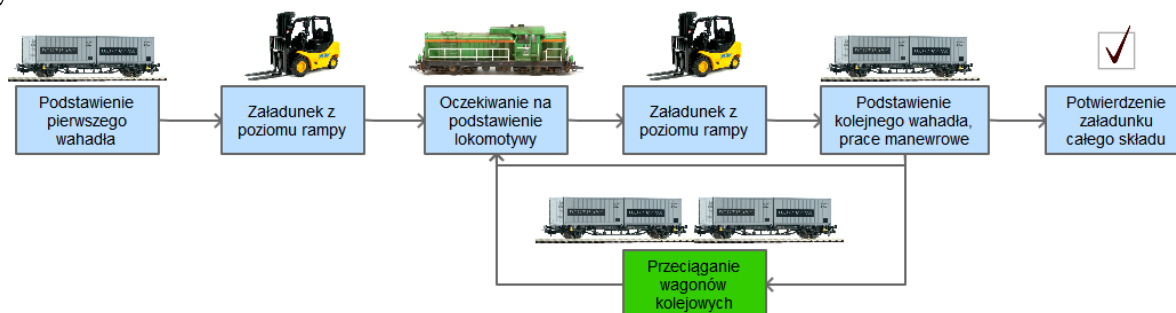 Podstawienie
pierwszego
wahadła
Załadunek z
poziomu rampy
Oczekiwanie na
podstawienie
lokomotywy
Załadunek z
poziomu rampy
Podstawienie
kolejnego wahadła,
prace manewrowe
Potwierdzenie
załadunku
całego składu
Przeciąganie
wagonów
kolejowych